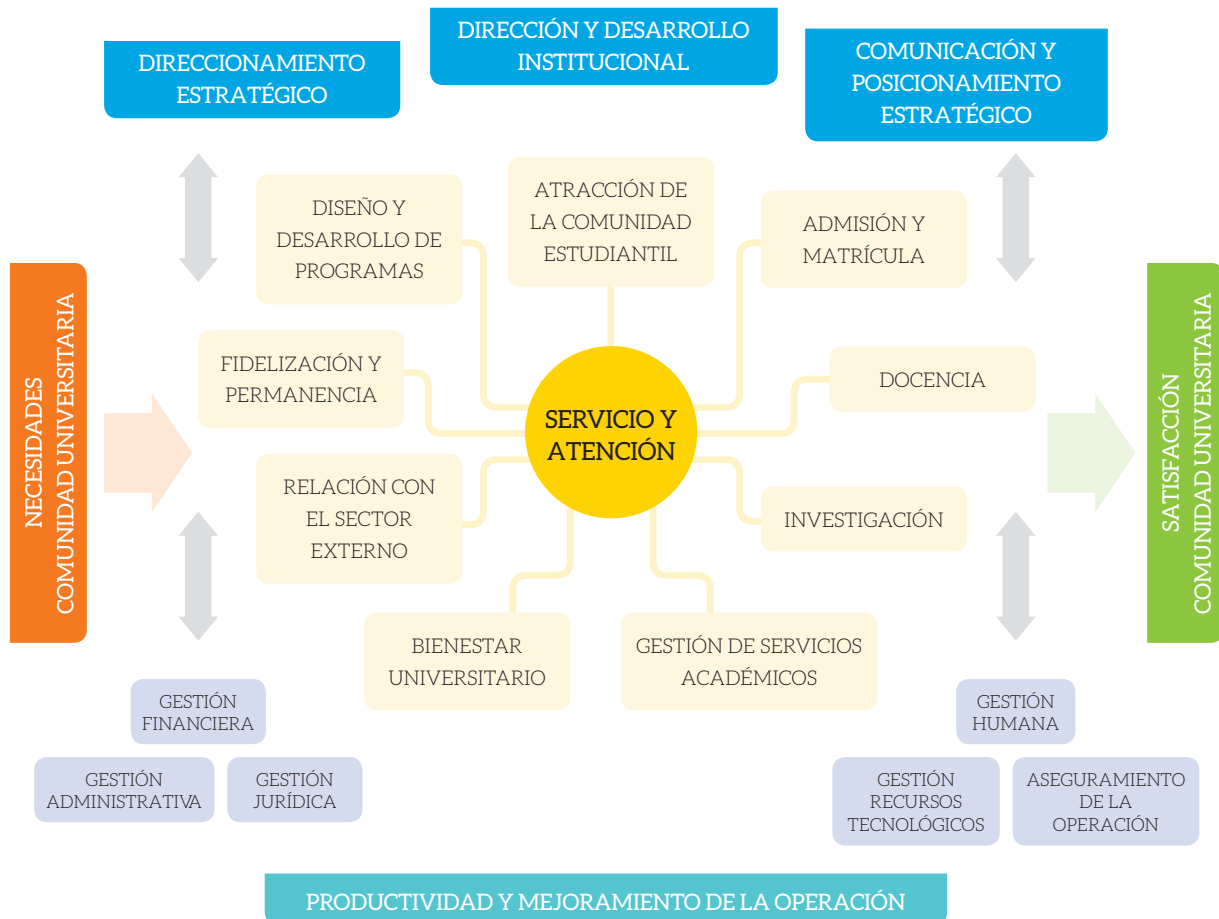 DIRECCIONAMIENTO
ESTRATÉGICO
DIRECCIÓN Y DESARROLLO
INSTITUCIONAL
COMUNICACIÓN Y
POSICIONAMIENTO
ESTRATÉGICO
DISEÑO Y
DESARROLLO DE
PROGRAMAS
ATRACCIÓN DE
LA COMUNIDAD
ESTUDIANTIL
ADMISIÓN Y
MATRÍCULA
NECESIDADES
COMUNIDAD UNIVERSITARIA
FIDELIZACIÓN Y
PERMANENCIA
SERVICIO Y
ATENCIÓN
DOCENCIA
SATISFACCIÓN
COMUNIDAD UNIVERSITARIA
RELACIÓN CON
EL SECTOR
EXTERNO
INVESTIGACIÓN
BIENESTAR
UNIVERSITARIO
GESTIÓN DE SERVICIOS
ACADÉMICOS
GESTIÓN
FINANCIERA
GESTIÓN
ADMINISTRATIVA
GESTIÓN
JURÍDICA
GESTIÓN
HUMANA
GESTIÓN
RECURSOS
TECNOLÓGICOS
ASEGURAMIENTO
DE LA
OPERACIÓN
PRODUCTIVIDAD Y MEJORAMIENTO DE LA OPERACIÓN